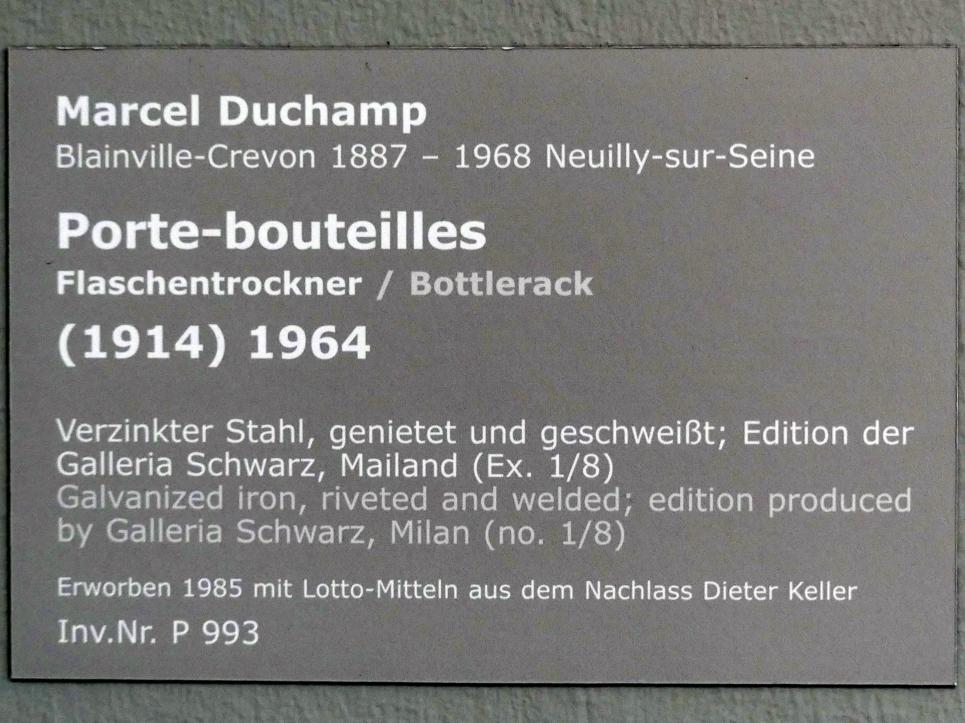 Marcel Duchamp
Blainville-Crevon 1887 – 1968 Neuilly-sur-Seine
Porte-bouteilles
Flaschentrockner / Bottlerack
(1914) 1964
Verzinkter Stahl, genietet und geschweißt; Edition der
Galleria Schwarz, Mailand (Ex. 1/8)
Galvanized iron, riveted and welded; edition produced
by Galleria Schwarz, Milan (no. 1/8)
Erworben 1985 mit Lotto-Mitteln aus dem Nachlass Dieter Keller
Inv.Nr. P 993